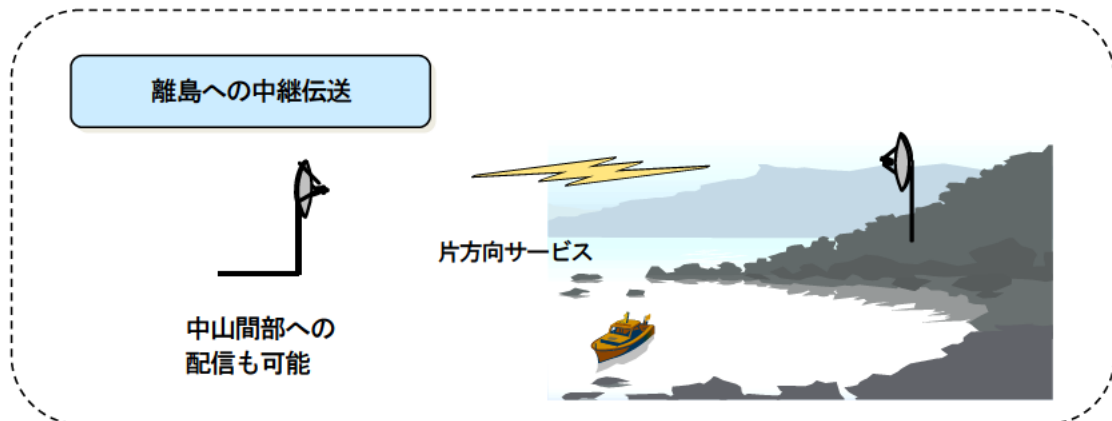 離島への中継伝送
片方向サービス
中山間部への
配信も可能